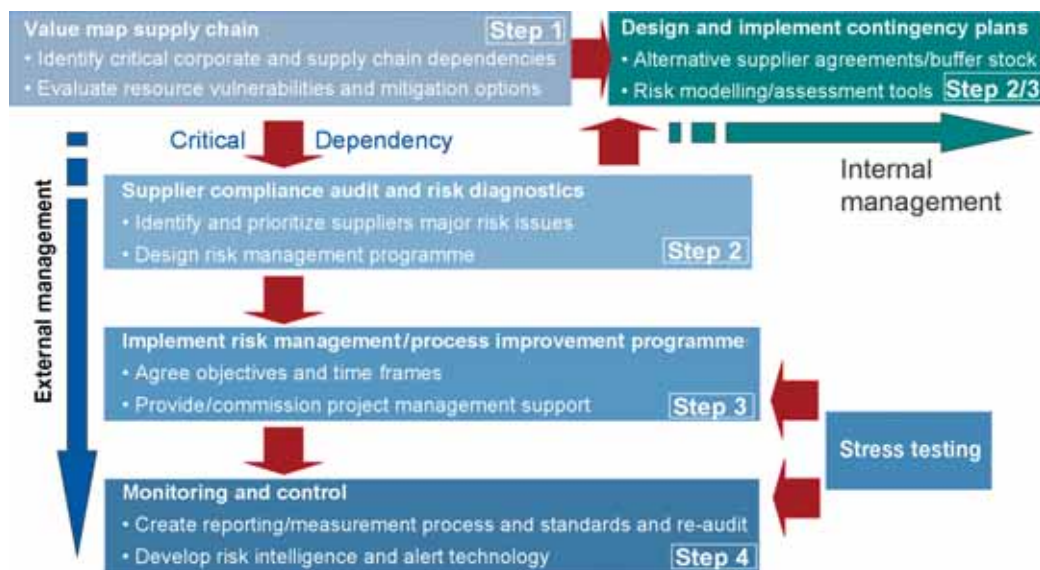 Value map supply chain
Step 1
• Identify critical corporate and supply chain dependencies
• Evaluate resource vulnerabilities and mitigation options
Design and implement contingency plans
• Alternative supplier agreements/buffer stock
• Risk modelling/assessment tools
Step 2/3
Critical Dependency
Internal
management
External management
Supplier compliance audit and risk diagnostics
• Identify and prioritize suppliers major risk issues
• Design risk management programme
Step 2
Implement risk management/process improvement programme
• Agree objectives and time frames
• Provide/commission project management support
Step 3
Stress testing
Monitoring and control
• Create reporting/measurement process and standards and re-audit
• Develop risk intelligence and alert technology
Step 4